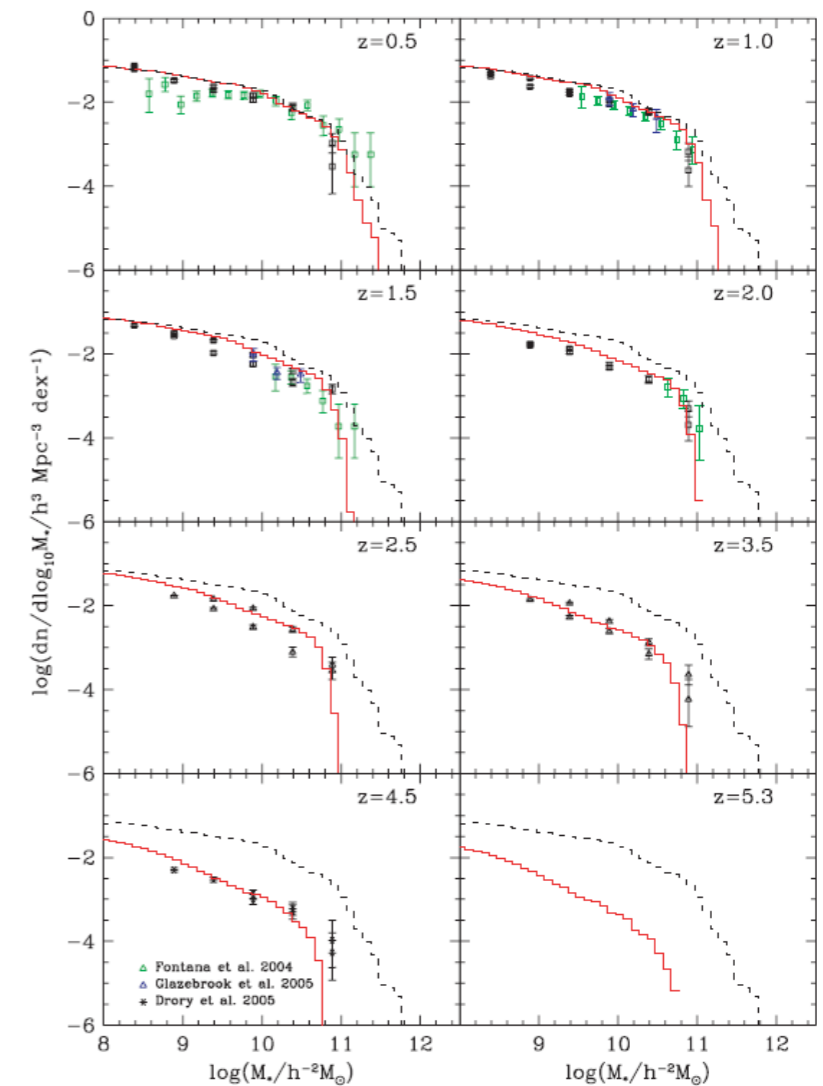 0
z=0.5
z=1.0
−2
−4
−6
z=1.5
z=2.0
−2
−4
−6
z=2.5
z=3.5
−2
−4
−6
z=4.5
z=5.3
−2
−4
−6
Fontana et al. 2004
Glazebrook et al. 2005
Drory et al. 2005
8 9 10 11 12
9 10 11 12
log(M*/h⁻²M⊙)
log(M*/h⁻²M⊙)
log(dn/dlog₁₀M*/h³ Mpc⁻³ dex⁻¹)